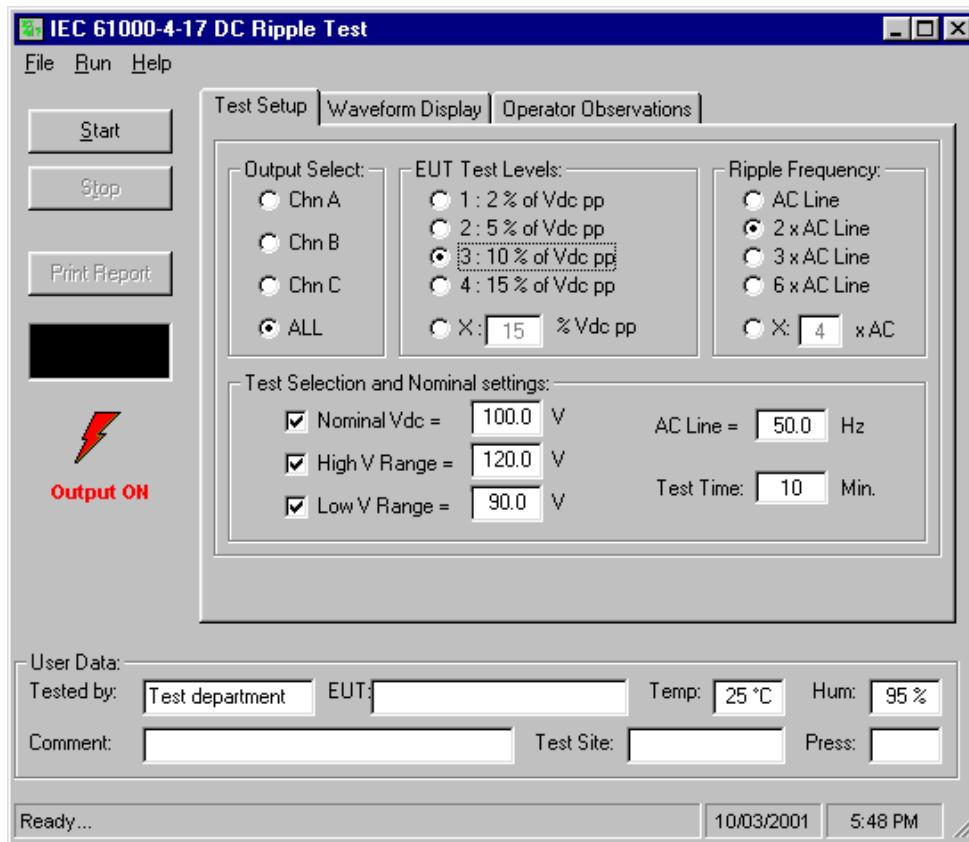 IEC 61000-4-17 DC Ripple Test
File Run Help
Start
Stop
Print Report
Output ON
Test Setup
Waveform Display
Operator Observations
Output Select:
Chn A
Chn B
Chn C
ALL
EUT Test Levels:
1 : 2 % of Vdc pp
2 : 5 % of Vdc pp
3 : 10 % of Vdc pp
4 : 15 % of Vdc pp
X : 15 % Vdc pp
Ripple Frequency:
AC Line
2 x AC Line
3 x AC Line
6 x AC Line
X: 4 x AC
Test Selection and Nominal settings:
Nominal Vdc = 100.0 V
High V Range = 120.0 V
Low V Range = 90.0 V
AC Line = 50.0 Hz
Test Time: 10 Min.
User Data:
Tested by: Test department EUT: Temp: 25 °C Hum: 95 %
Comment: Test Site: Press:
Ready... 10/03/2001 5:48 PM